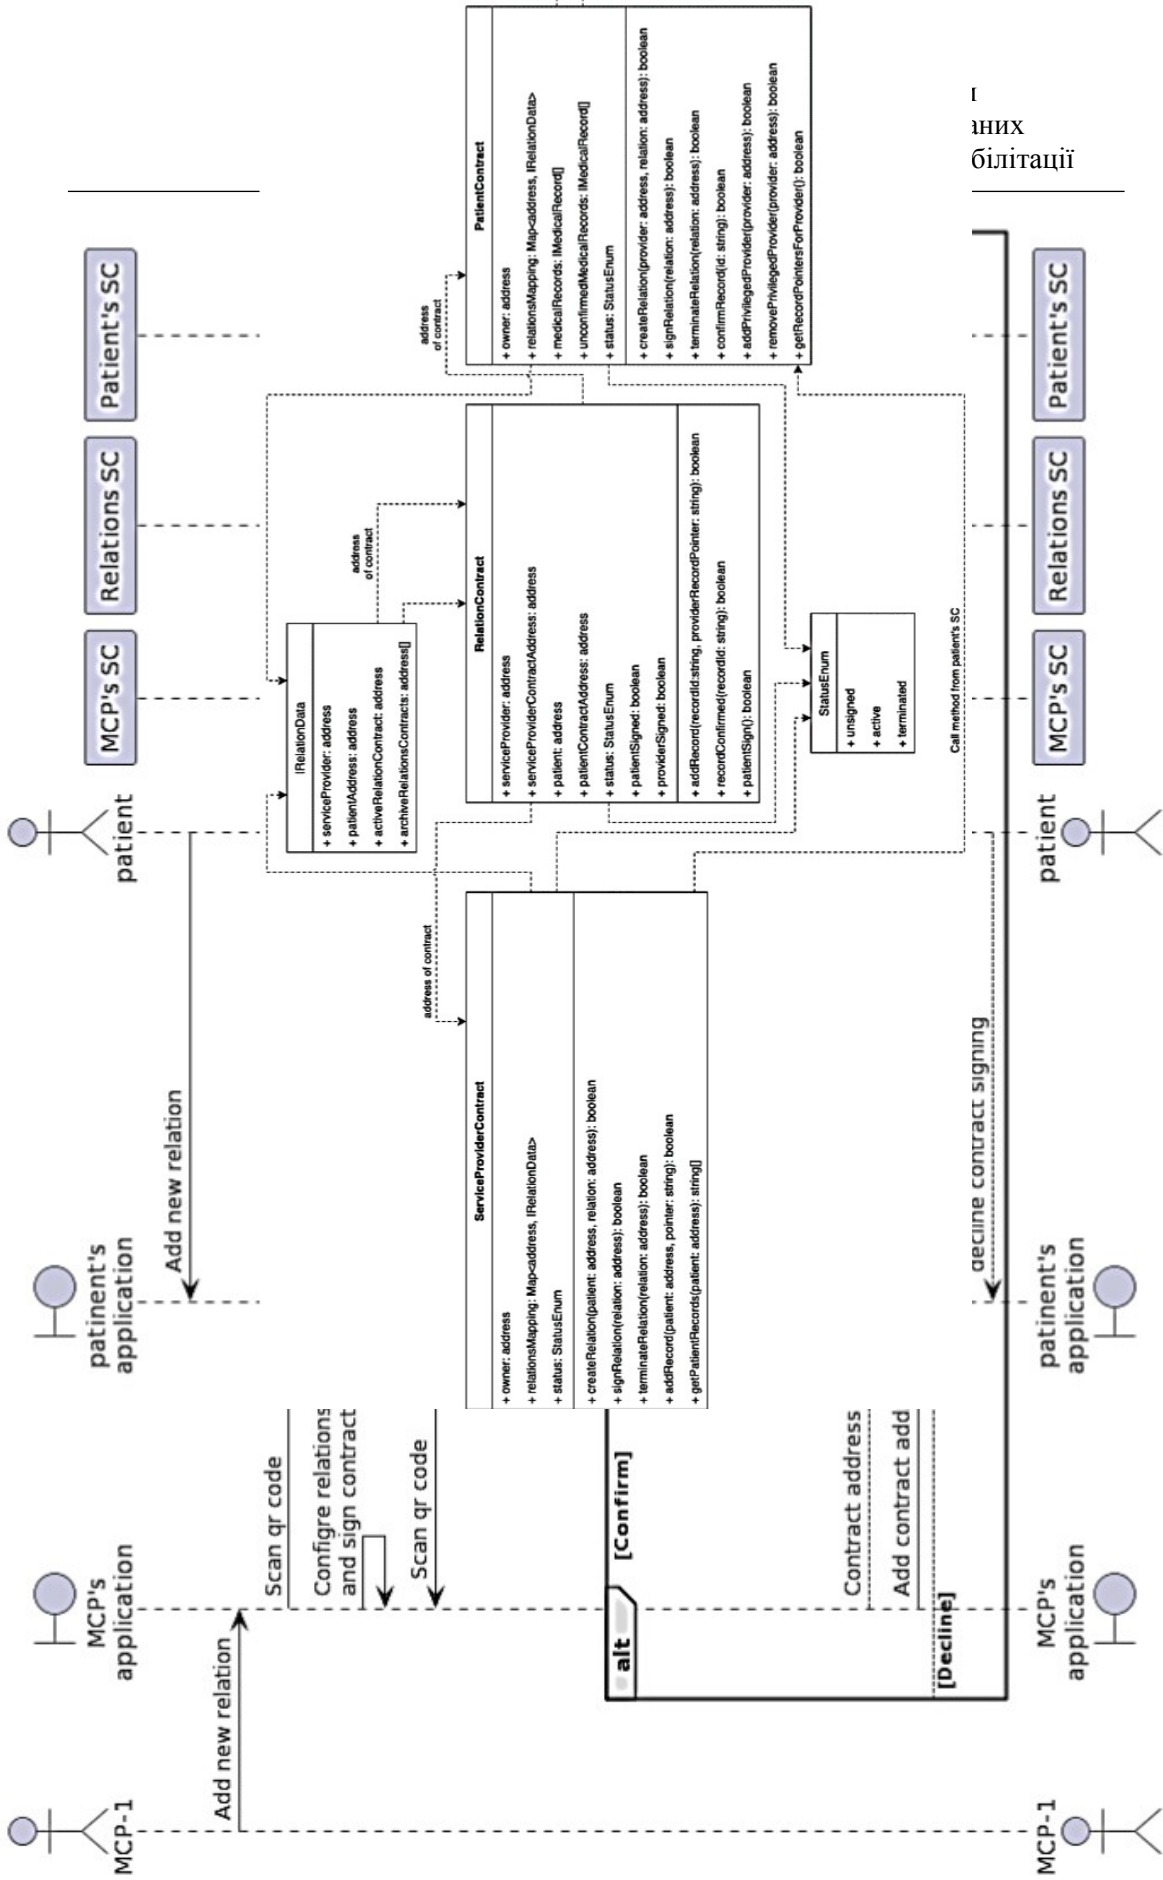 аних
білітації
MCP-1
MCP's
application
patinent's
application
patient
MCP's SC
Relations SC
Patient's SC
Add new relation
Add new relation
Scan qr code
Configre relations
and sign contract
Scan qr code
IRelationData
+ serviceProvider: address
+ patientAddress: address
+ activeRelationContract: address
+ archiveRelationsContracts: address[]
address
of contract
address of contract
address
of contract
ServiceProviderContract
+ owner: address
+ relationsMapping: Map<address, IRelationData>
+ status: StatusEnum
+ createRelation(patient: address, relation: address): boolean
+ signRelation(relation: address): boolean
+ terminateRelation(relation: address): boolean
+ addRecord(patient: address, pointer: string): boolean
+ getPatientRecords(patient: address): string[]
RelationContract
+ serviceProvider: address
+ serviceProviderContractAddress: address
+ patient: address
+ patientContractAddress: address
+ status: StatusEnum
+ patientSigned: boolean
+ providerSigned: boolean
+ addRecord(recordId:string, providerRecordPointer: string): boolean
+ recordConfirmed(recordId: string): boolean
+ patientSign(): boolean
PatientContract
+ owner: address
+ relationsMapping: Map<address, IRelationData>
+ medicalRecords: IMedicalRecord[]
+ unconfirmedMedicalRecords: IMedicalRecord[]
+ status: StatusEnum
+ createRelation(provider: address, relation: address): boolean
+ signRelation(relation: address): boolean
+ terminateRelation(relation: address): boolean
+ confirmRecord(id: string): boolean
+ addPrivilegedProvider(provider: address): boolean
+ removePrivilegedProvider(provider: address): boolean
+ getRecordPointersForProvider(): boolean
StatusEnum
+ unsigned
+ active
+ terminated
Call method from patient's SC
alt
[Confirm]
Contract address
Add contract add
[Decline]
decline contract signing
MCP-1
MCP's
application
patinent's
application
patient
MCP's SC
Relations SC
Patient's SC